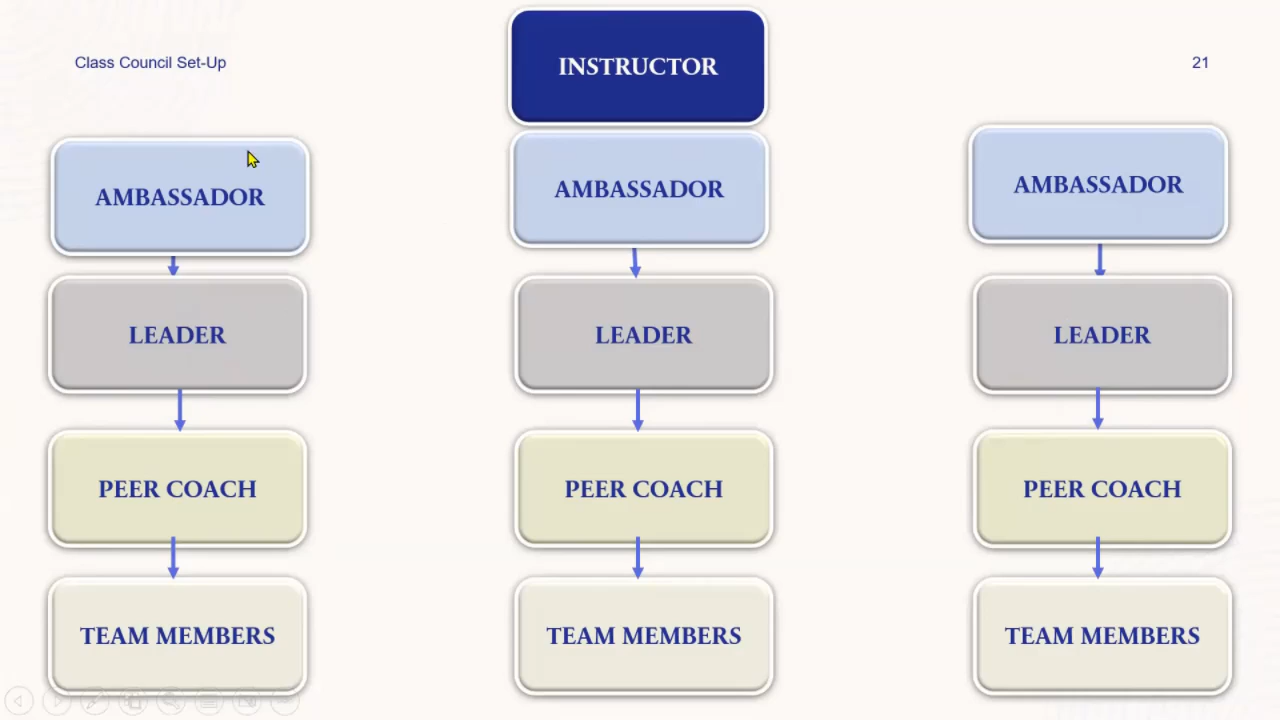 Class Council Set-Up
21
INSTRUCTOR
AMBASSADOR
AMBASSADOR
AMBASSADOR
LEADER
LEADER
LEADER
PEER COACH
PEER COACH
PEER COACH
TEAM MEMBERS
TEAM MEMBERS
TEAM MEMBERS